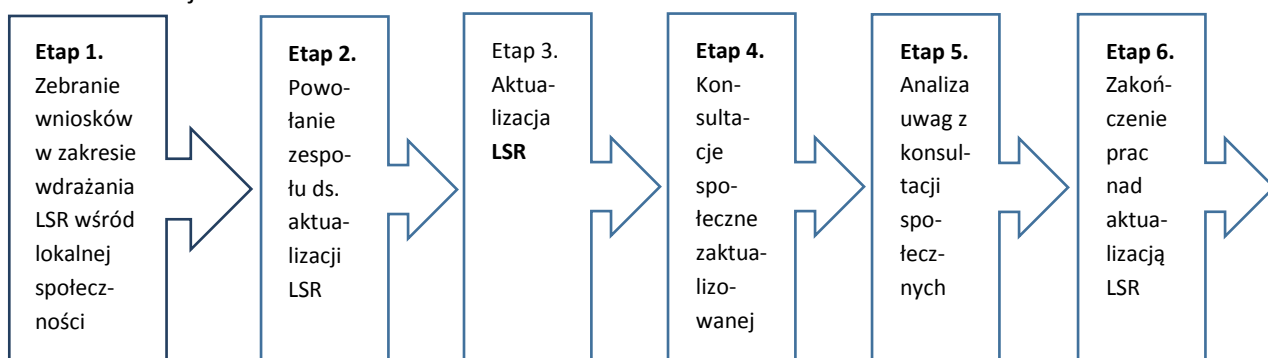 Etap 1.
Zebranie
wniosków
w zakresie
wdrażania
LSR wśród
lokalnej
społecz-
ności
Etap 2.
Powo-
łanie
zespo-
łu ds.
aktu-
alizacji
LSR
Etap 3.
Aktua-
lizacja
LSR
Etap 4.
Kon-
sulta-
cje
spo-
łeczne
zaktua-
lizo-
wanej
Etap 5.
Analiza
uwag z
konsul-
tacji
spo-
łecz-
nych
Etap 6.
Zakoń-
czenie
prac
nad
aktua-
lizacją
LSR